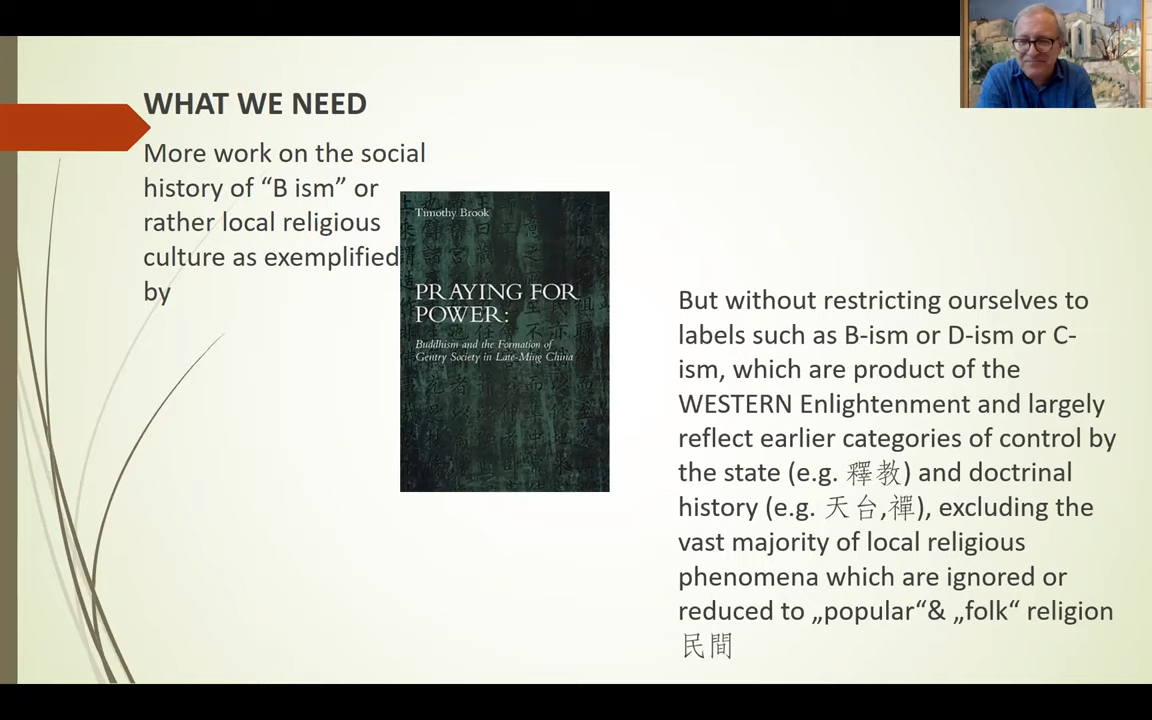 WHAT WE NEED
More work on the social
history of “B ism” or
rather local religious
culture as exemplified
by
Timothy Brook
PRAYING FOR
POWER:
Buddhism and the Formation of
Gentry Society in Late-Ming China
But without restricting ourselves to
labels such as B-ism or D-ism or C-
ism, which are product of the
WESTERN Enlightenment and largely
reflect earlier categories of control by
the state (e.g. 釋教) and doctrinal
history (e.g. 天台,禪), excluding the
vast majority of local religious
phenomena which are ignored or
reduced to „popular“& „folk“ religion
民間